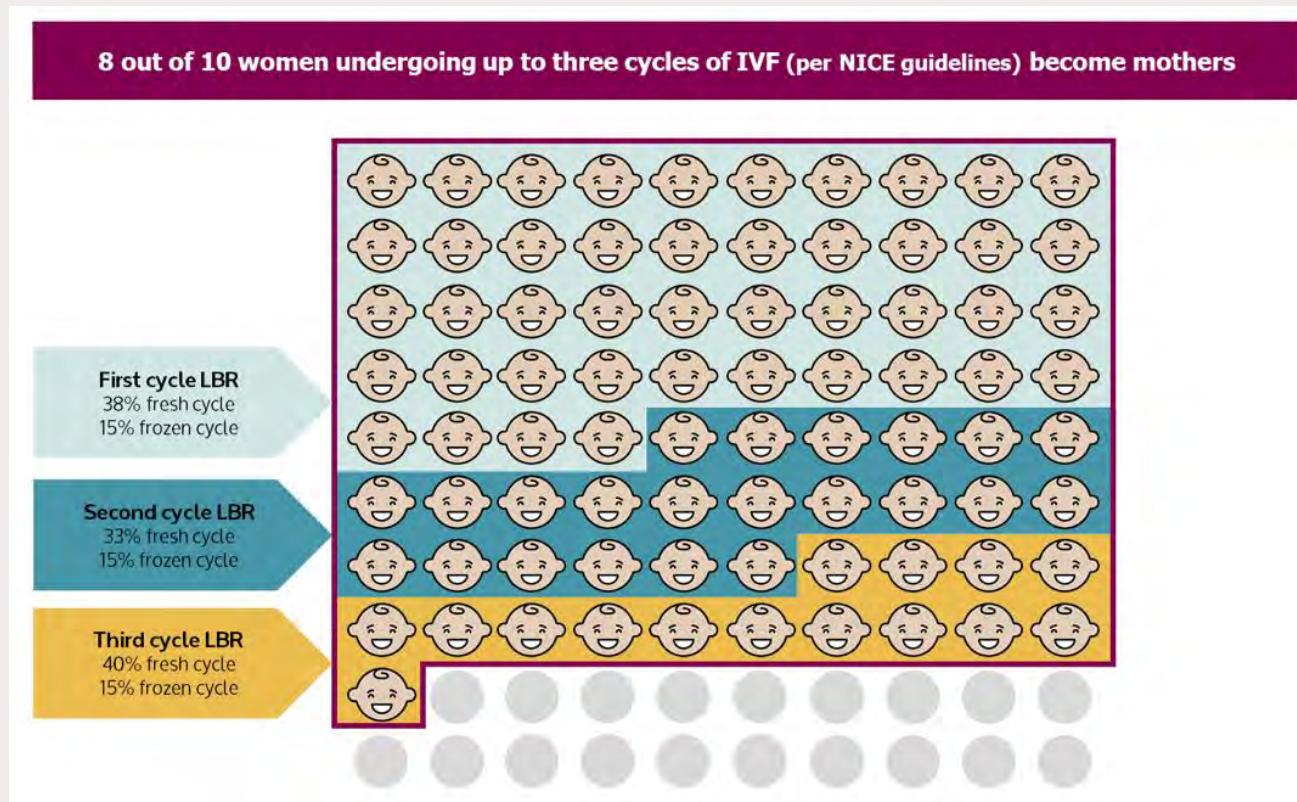 8 out of 10 women undergoing up to three cycles of IVF (per NICE guidelines) become mothers
First cycle LBR
38% fresh cycle
15% frozen cycle
Second cycle LBR
33% fresh cycle
15% frozen cycle
Third cycle LBR
40% fresh cycle
15% frozen cycle